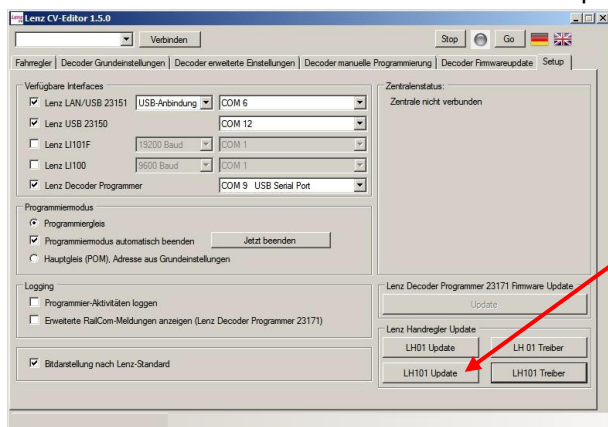 Lenz CV-Editor 1.5.0
Verbinden Stop Go
Fahrregler Decoder Grundeinstellungen Decoder erweiterte Einstellungen Decoder manuelle Programmierung Decoder Firmwareupdate Setup
Verfügbare Interfaces
Lenz LAN/USB 23151 USB-Anbindung COM 6
Lenz USB 23150 COM 12
Lenz LI101F 19200 Baud COM 1
Lenz LI100 9600 Baud COM 1
Lenz Decoder Programmer COM 9 USB Serial Port
Programmiermodus
Programmiergleis
Programmiermodus automatisch beenden Jetzt beenden
Hauptgleis (POM), Adresse aus Grundeinstellungen
Logging
Programmier-Aktivitäten loggen
Erweiterte RailCom-Meldungen anzeigen (Lenz Decoder Programmer 23171)
Bitdarstellung nach Lenz-Standard
Zentralenstatus:
Zentrale nicht verbunden
Lenz Decoder Programmer 23171 Firmware Update
Update
Lenz Handregler Update
LH01 Update LH 01 Treiber
LH101 Update LH101 Treiber